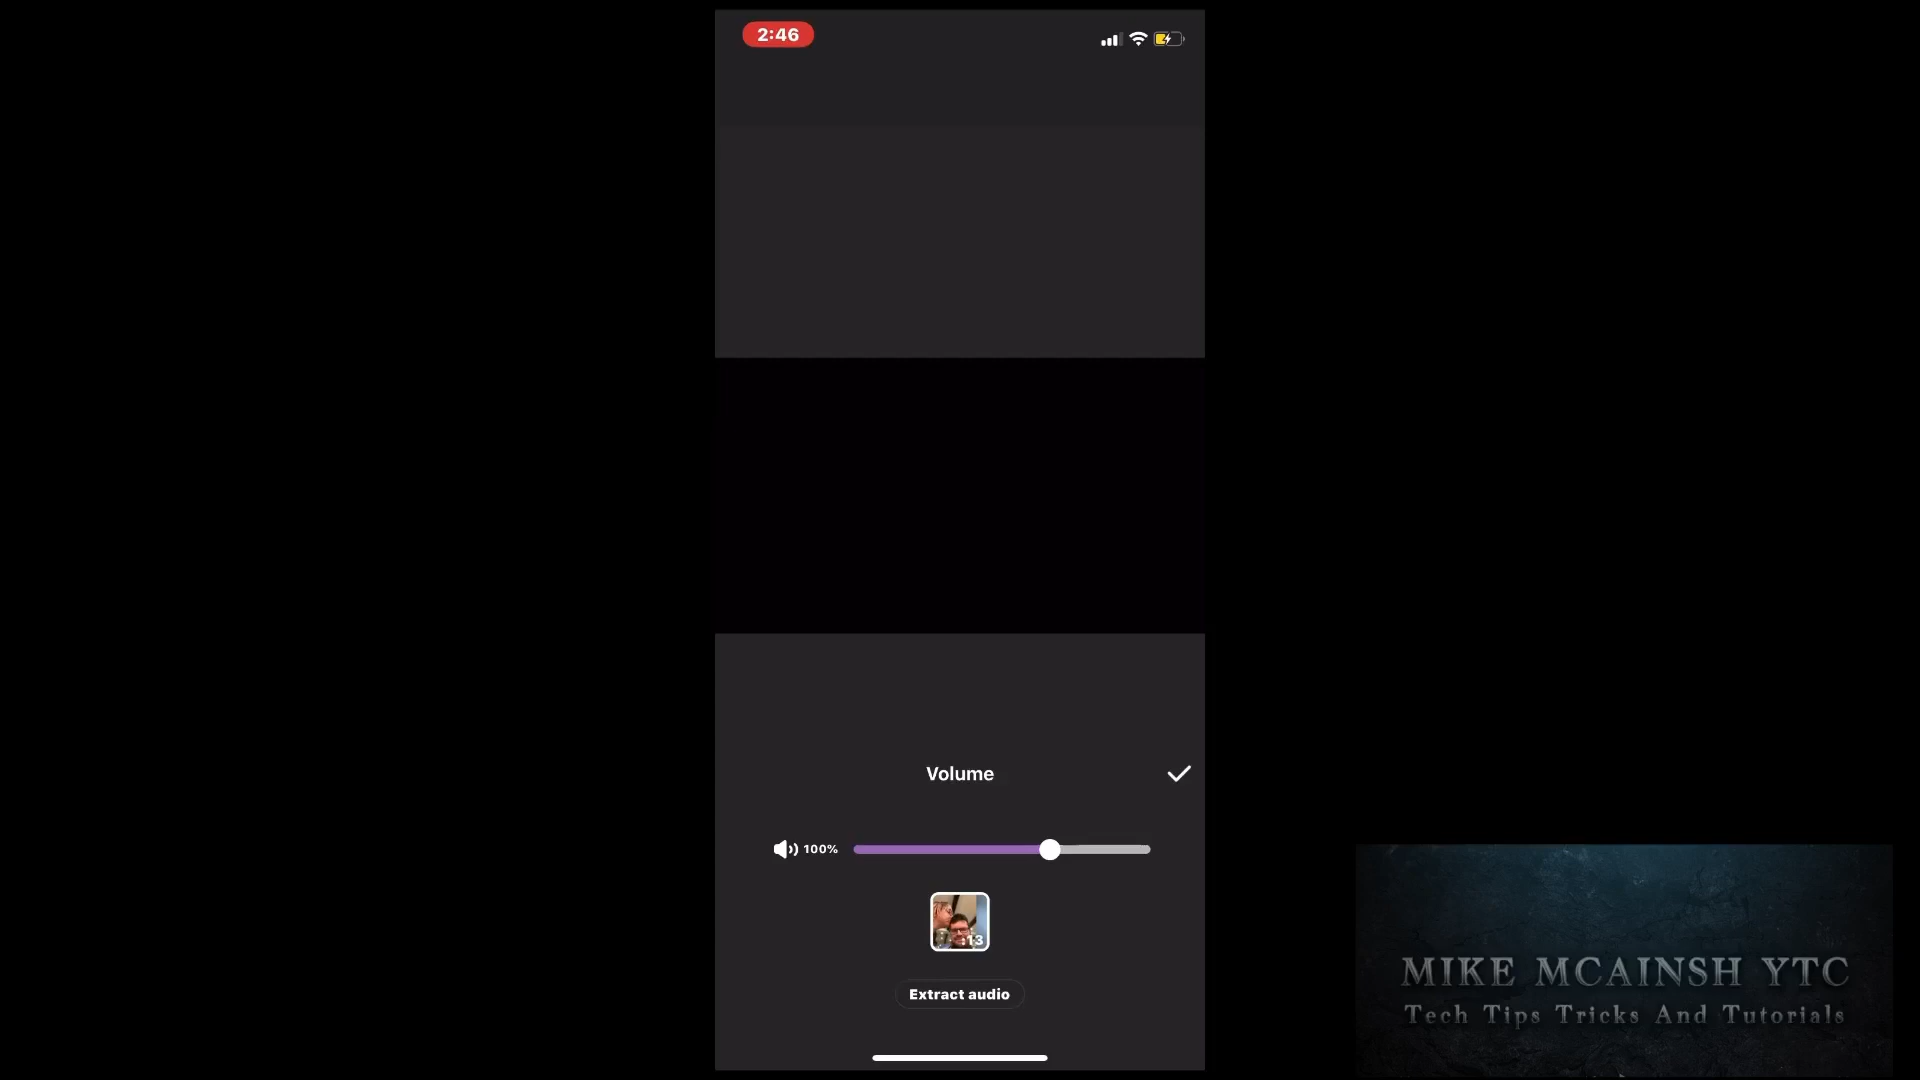 2:46
Volume
100%
13
Extract audio
MIKE MCAINSH YTC
Tech Tips Tricks And Tutorials